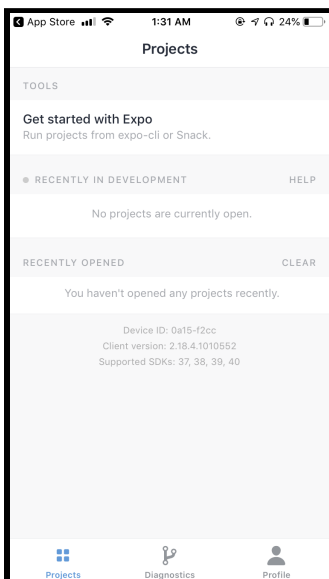 App Store 1:31 AM 24%
Projects
TOOLS
Get started with Expo
Run projects from expo-cli or Snack.
RECENTLY IN DEVELOPMENT HELP
No projects are currently open.
RECENTLY OPENED CLEAR
You haven't opened any projects recently.
Device ID: 0a15-f2cc
Client version: 2.18.4.1010552
Supported SDKs: 37, 38, 39, 40
Projects Diagnostics Profile